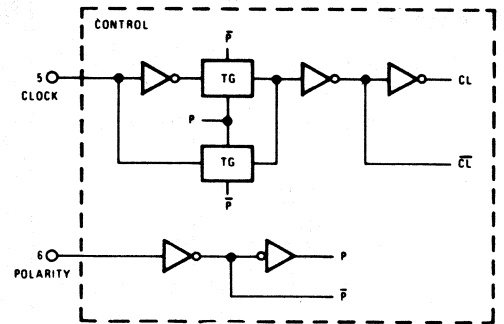 CONTROL
P̅
5
TG
CL
CLOCK
P
TG
C̅L̅
P̅
6
P
POLARITY
P̅